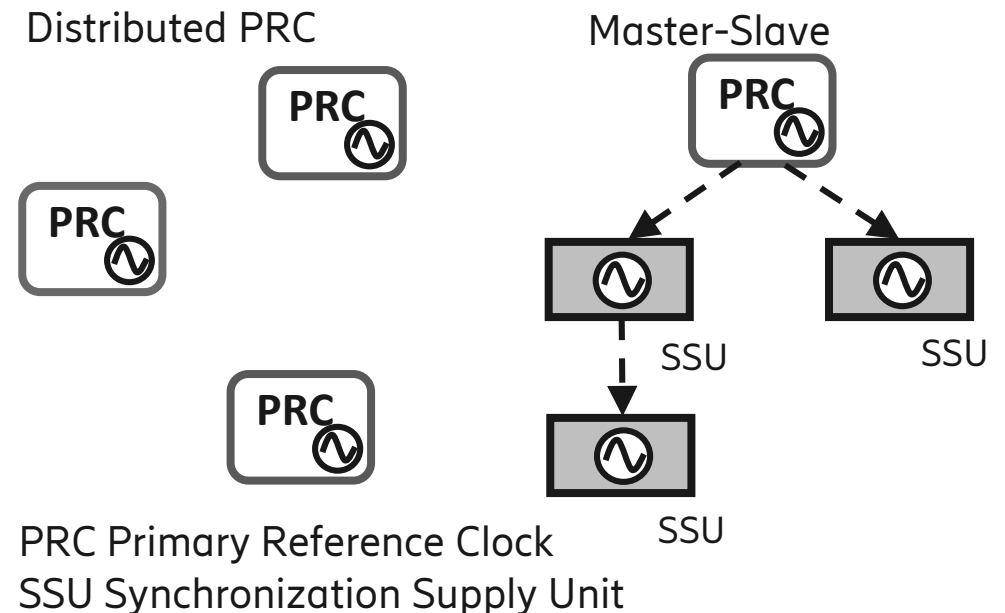 Distributed PRC
Master-Slave
PRC
PRC
PRC
PRC
SSU
SSU
SSU
PRC Primary Reference Clock
SSU Synchronization Supply Unit